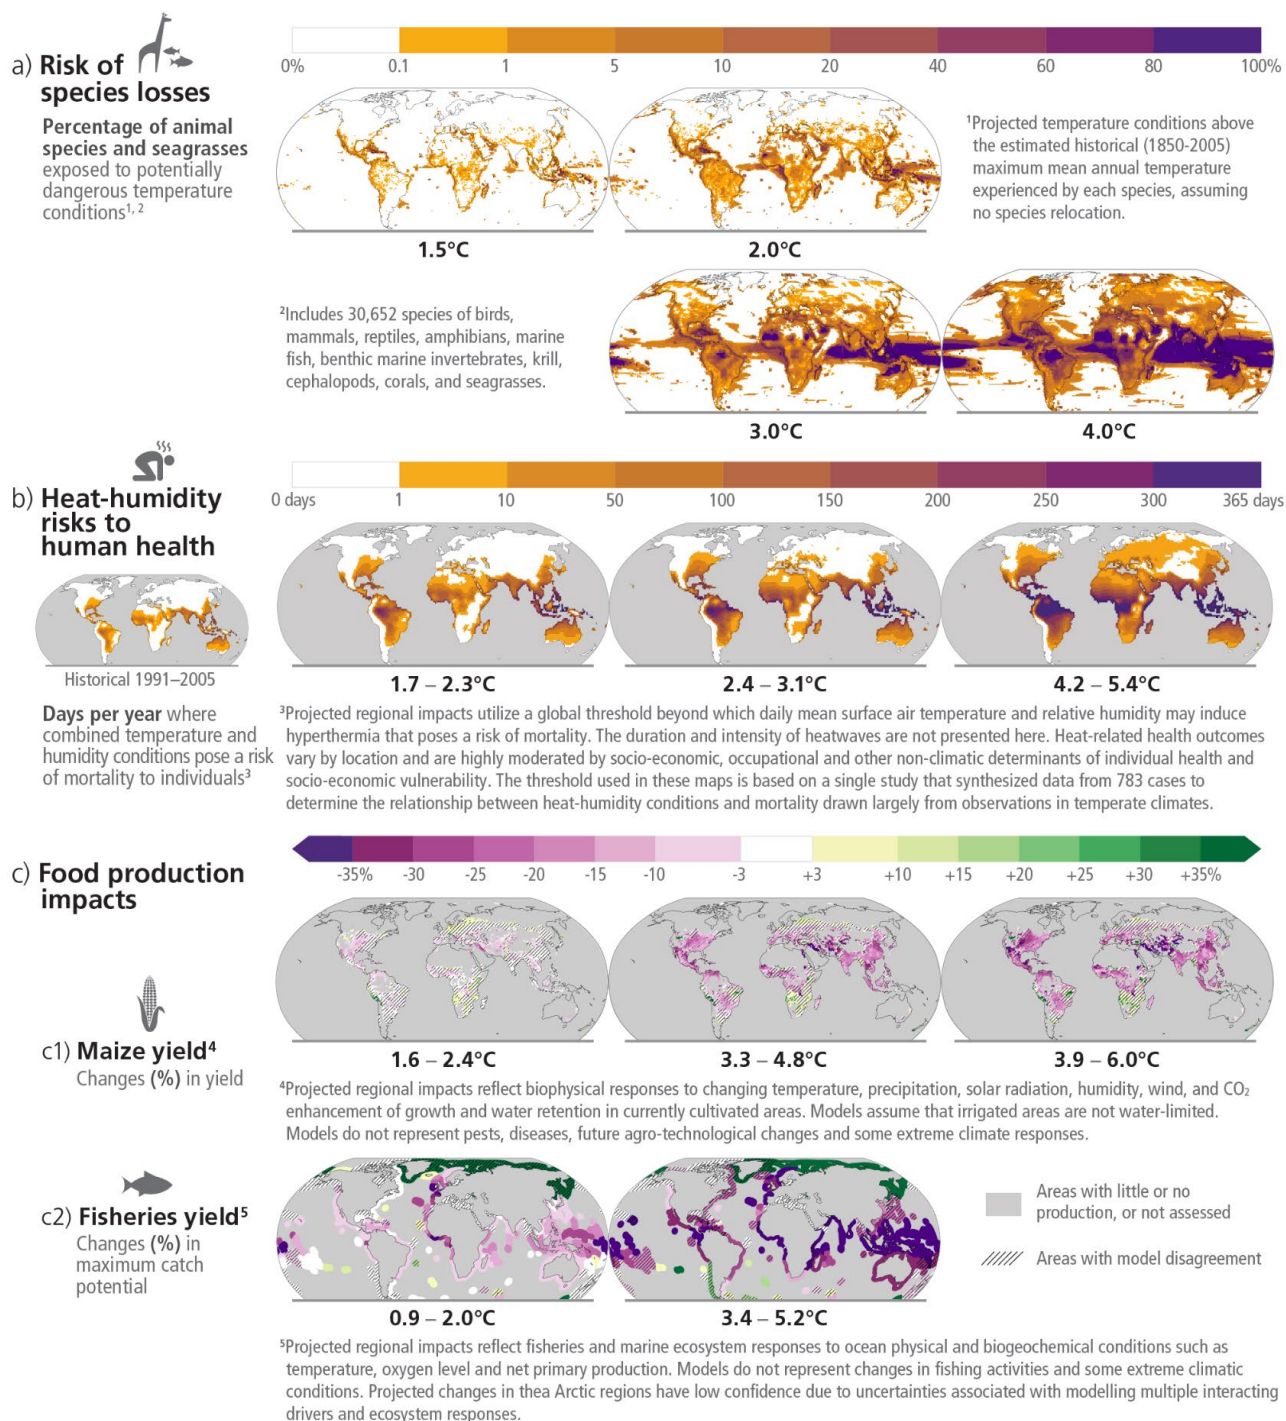 a) Risk of
species losses
Percentage of animal
species and seagrasses
exposed to potentially
dangerous temperature
conditions1, 2
0% 0.1 1 5 10 20 40 60 80 100%
1.5°C
2.0°C
1Projected temperature conditions above
the estimated historical (1850-2005)
maximum mean annual temperature
experienced by each species, assuming
no species relocation.
2Includes 30,652 species of birds,
mammals, reptiles, amphibians, marine
fish, benthic marine invertebrates, krill,
cephalopods, corals, and seagrasses.
3.0°C
4.0°C
b) Heat-humidity
risks to
human health
0 days 1 10 50 100 150 200 250 300 365 days
Historical 1991–2005
Days per year where
combined temperature and
humidity conditions pose a risk
of mortality to individuals3
1.7 – 2.3°C
2.4 – 3.1°C
4.2 – 5.4°C
3Projected regional impacts utilize a global threshold beyond which daily mean surface air temperature and relative humidity may induce
hyperthermia that poses a risk of mortality. The duration and intensity of heatwaves are not presented here. Heat-related health outcomes
vary by location and are highly moderated by socio-economic, occupational and other non-climatic determinants of individual health and
socio-economic vulnerability. The threshold used in these maps is based on a single study that synthesized data from 783 cases to
determine the relationship between heat-humidity conditions and mortality drawn largely from observations in temperate climates.
c) Food production
impacts
-35% -30 -25 -20 -15 -10 -3 +3 +10 +15 +20 +25 +30 +35%
c1) Maize yield4
Changes (%) in yield
1.6 – 2.4°C
3.3 – 4.8°C
3.9 – 6.0°C
4Projected regional impacts reflect biophysical responses to changing temperature, precipitation, solar radiation, humidity, wind, and CO2
enhancement of growth and water retention in currently cultivated areas. Models assume that irrigated areas are not water-limited.
Models do not represent pests, diseases, future agro-technological changes and some extreme climate responses.
c2) Fisheries yield5
Changes (%) in
maximum catch
potential
0.9 – 2.0°C
3.4 – 5.2°C
Areas with little or no
production, or not assessed
Areas with model disagreement
5Projected regional impacts reflect fisheries and marine ecosystem responses to ocean physical and biogeochemical conditions such as
temperature, oxygen level and net primary production. Models do not represent changes in fishing activities and some extreme climatic
conditions. Projected changes in thea Arctic regions have low confidence due to uncertainties associated with modelling multiple interacting
drivers and ecosystem responses.